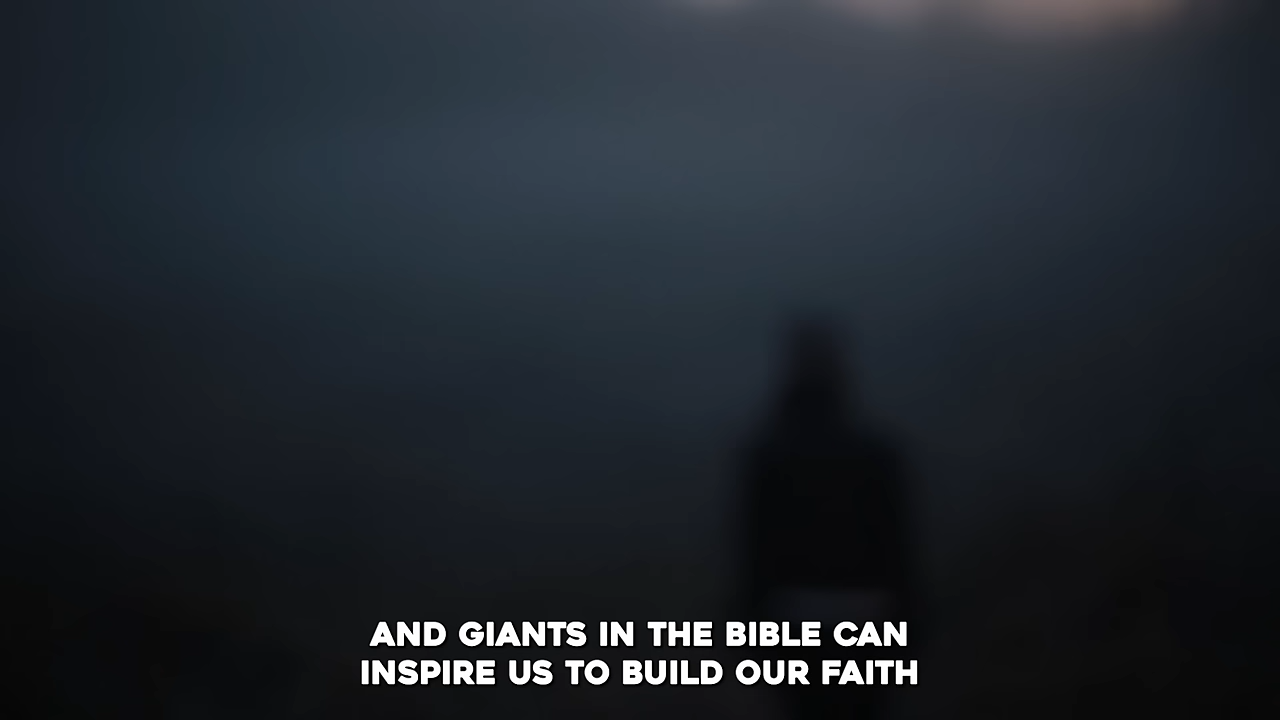 AND GIANTS IN THE BIBLE CAN
INSPIRE US TO BUILD OUR FAITH